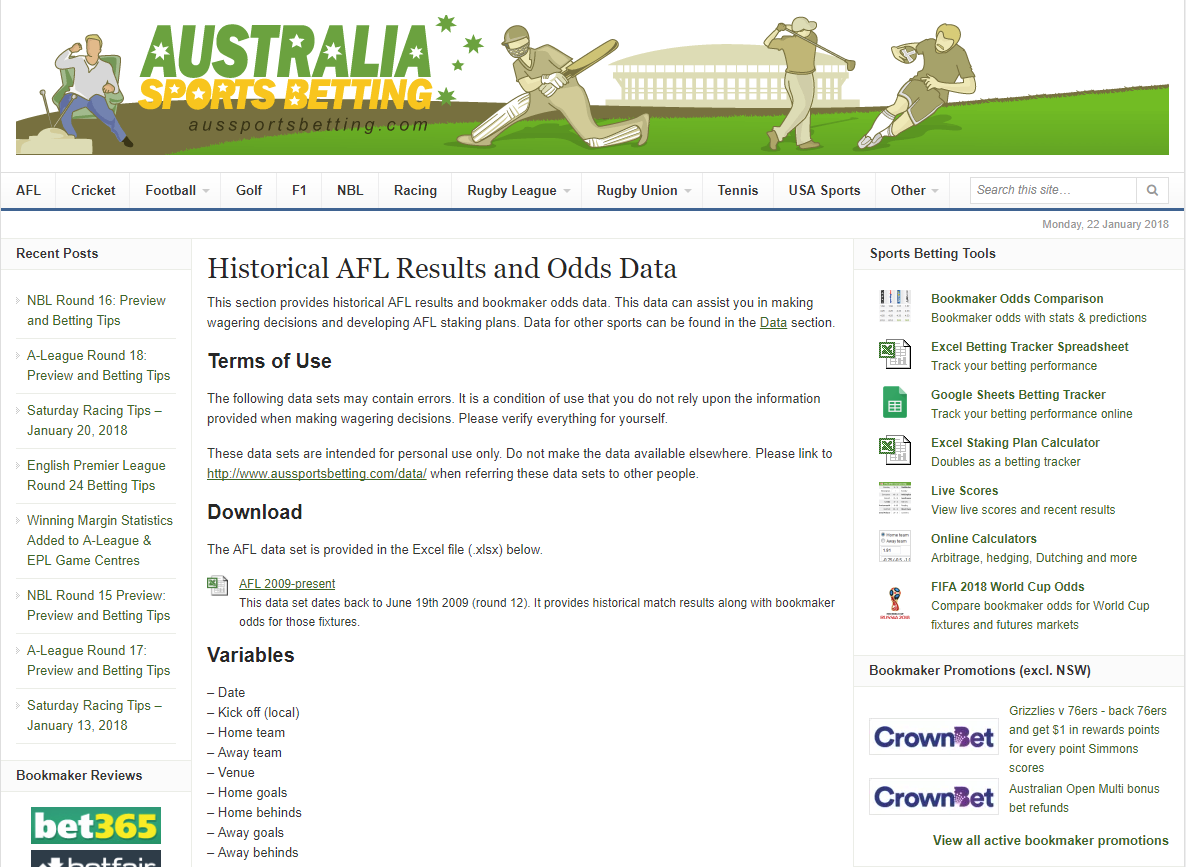 AUSTRALIA
SPORTS BETTING
aussportsbetting.com
AFL Cricket Football Golf F1 NBL Racing Rugby League Rugby Union Tennis USA Sports Other Search this site...
Monday, 22 January 2018
Recent Posts
NBL Round 16: Preview
and Betting Tips
A-League Round 18:
Preview and Betting Tips
Saturday Racing Tips –
January 20, 2018
English Premier League
Round 24 Betting Tips
Winning Margin Statistics
Added to A-League &
EPL Game Centres
NBL Round 15 Preview:
Preview and Betting Tips
A-League Round 17:
Preview and Betting Tips
Saturday Racing Tips –
January 13, 2018
Bookmaker Reviews
bet365
betfair
Historical AFL Results and Odds Data
This section provides historical AFL results and bookmaker odds data. This data can assist you in making
wagering decisions and developing AFL staking plans. Data for other sports can be found in the Data section.
Terms of Use
The following data sets may contain errors. It is a condition of use that you do not rely upon the information
provided when making wagering decisions. Please verify everything for yourself.
These data sets are intended for personal use only. Do not make the data available elsewhere. Please link to
http://www.aussportsbetting.com/data/ when referring these data sets to other people.
Download
The AFL data set is provided in the Excel file (.xlsx) below.
AFL 2009-present
This data set dates back to June 19th 2009 (round 12). It provides historical match results along with bookmaker
odds for those fixtures.
Variables
– Date
– Kick off (local)
– Home team
– Away team
– Venue
– Home goals
– Home behinds
– Away goals
– Away behinds
Sports Betting Tools
Bookmaker Odds Comparison
Bookmaker odds with stats & predictions
Excel Betting Tracker Spreadsheet
Track your betting performance
Google Sheets Betting Tracker
Track your betting performance online
Excel Staking Plan Calculator
Doubles as a betting tracker
Live Scores
View live scores and recent results
Home team
Away team
1.91
Online Calculators
Arbitrage, hedging, Dutching and more
FIFA 2018 World Cup Odds
Compare bookmaker odds for World Cup
fixtures and futures markets
Bookmaker Promotions (excl. NSW)
CrownBet
Grizzlies v 76ers - back 76ers
and get $1 in rewards points
for every point Simmons
scores
CrownBet
Australian Open Multi bonus
bet refunds
View all active bookmaker promotions